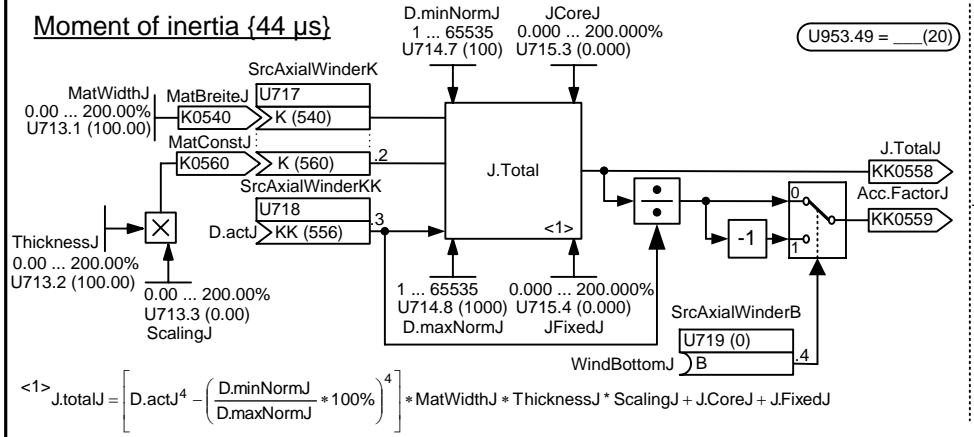 Moment of inertia {44 µs}
D.minNormJ
1 ... 65535
U714.7 (100)
JCoreJ
0.000 ... 200.000%
U715.3 (0.000)
U953.49 = ___(20)
SrcAxialWinderK
U717
MatWidthJ
0.00 ... 200.00%
U713.1 (100.00)
MatBreiteJ
K0540
K (540)
MatConstJ
K0560
K (560)
.2
SrcAxialWinderKK
U718
.3
D.actJ
KK (556)
J.Total
<1>
J.TotalJ
KK0558
Acc.FactorJ
KK0559
0
1
-1
ThicknessJ
0.00 ... 200.00%
U713.2 (100.00)
0.00 ... 200.00%
U713.3 (0.00)
ScalingJ
1 ... 65535
U714.8 (1000)
D.maxNormJ
0.000 ... 200.000%
U715.4 (0.000)
JFixedJ
SrcAxialWinderB
U719 (0)
WindBottomJ
B
.4
<1> J.totalJ = [D.actJ⁴ − (D.minNormJ / D.maxNormJ * 100%)⁴] * MatWidthJ * ThicknessJ * ScalingJ + J.CoreJ + J.FixedJ